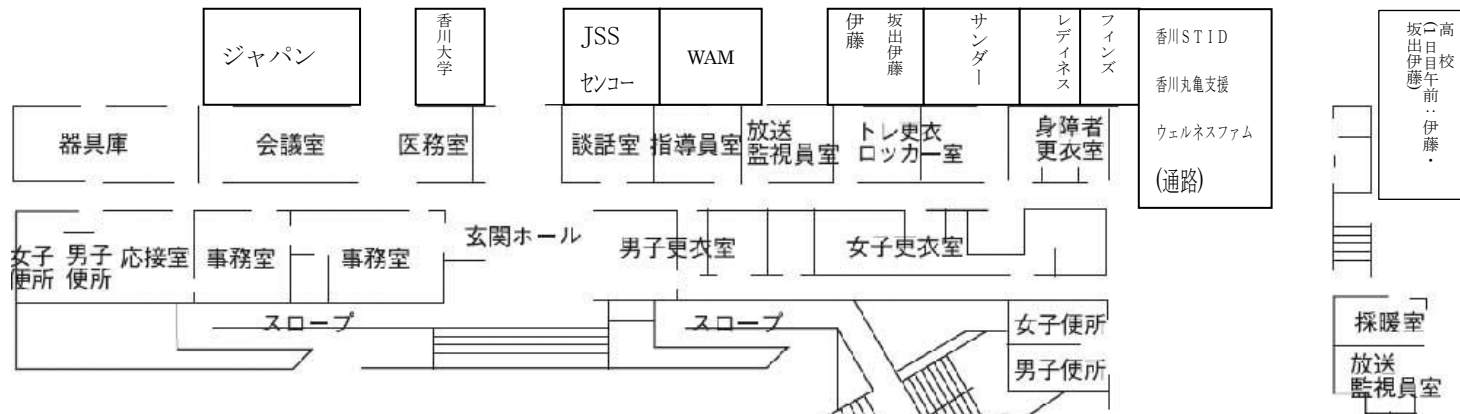 ジャパン
香川大学
JSS
センコー
WAM
伊藤
坂出伊藤
サンダー
レディネス
フィンズ
香川STID
香川丸亀支援
ウェルネスファム
(通路)
高校
(1日目午前：伊藤・
坂出伊藤)
器具庫
会議室
医務室
談話室
指導員室
放送
監視員室
トレ更衣
ロッカー室
身障者
更衣室
女子
便所
男子
便所
応接室
事務室
事務室
玄関ホール
男子更衣室
女子更衣室
スロープ
スロープ
女子便所
男子便所
採暖室
放送
監視員室